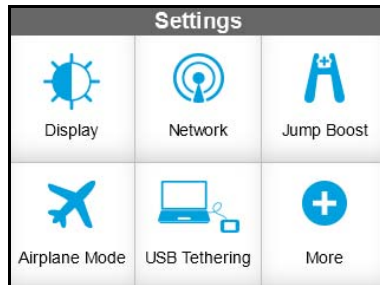 Settings
Display
Network
Jump Boost
Airplane Mode
USB Tethering
More